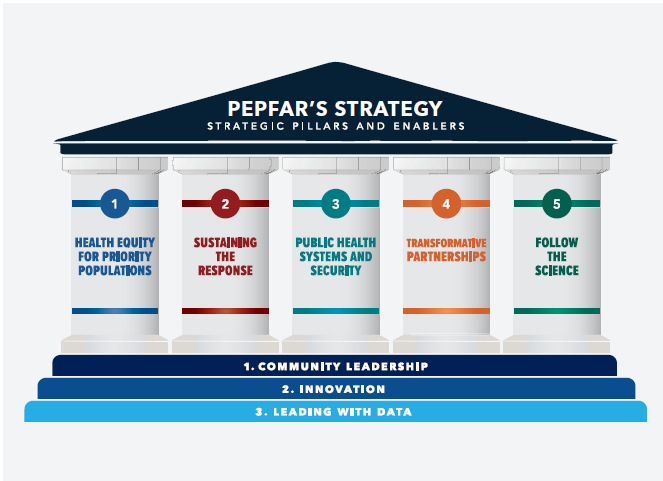 PEPFAR'S STRATEGY
STRATEGIC PILLARS AND ENABLERS
1
HEALTH EQUITY
FOR PRIORITY
POPULATIONS
2
SUSTAINING
THE
RESPONSE
3
PUBLIC HEALTH
SYSTEMS AND
SECURITY
4
TRANSFORMATIVE
PARTNERSHIPS
5
FOLLOW
THE
SCIENCE
1. COMMUNITY LEADERSHIP
2. INNOVATION
3. LEADING WITH DATA